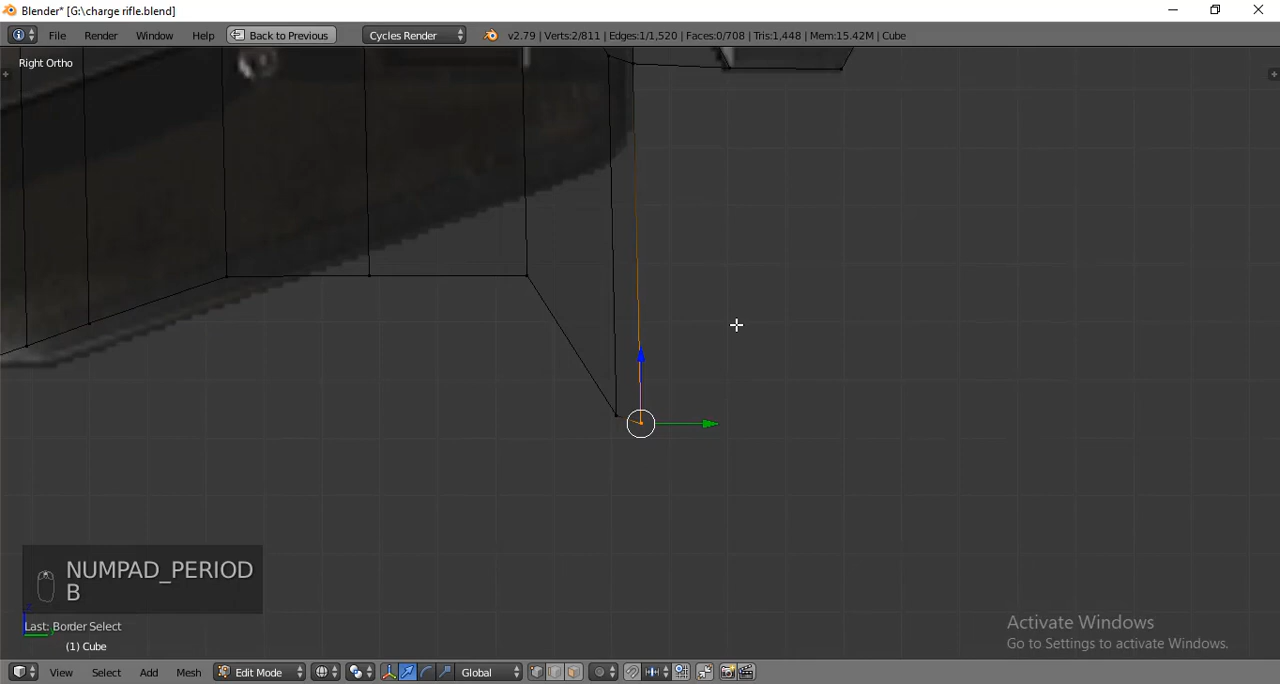 Blender* [G:\charge rifle.blend]
File Render Window Help Back to Previous Cycles Render v2.79 | Verts:2/811 | Edges:1/1,520 | Faces:0/708 | Tris:1,448 | Mem:15.42M | Cube
Right Ortho
NUMPAD_PERIOD
B
Last: Border Select
(1) Cube
Activate Windows
Go to Settings to activate Windows.
View Select Add Mesh Edit Mode Global